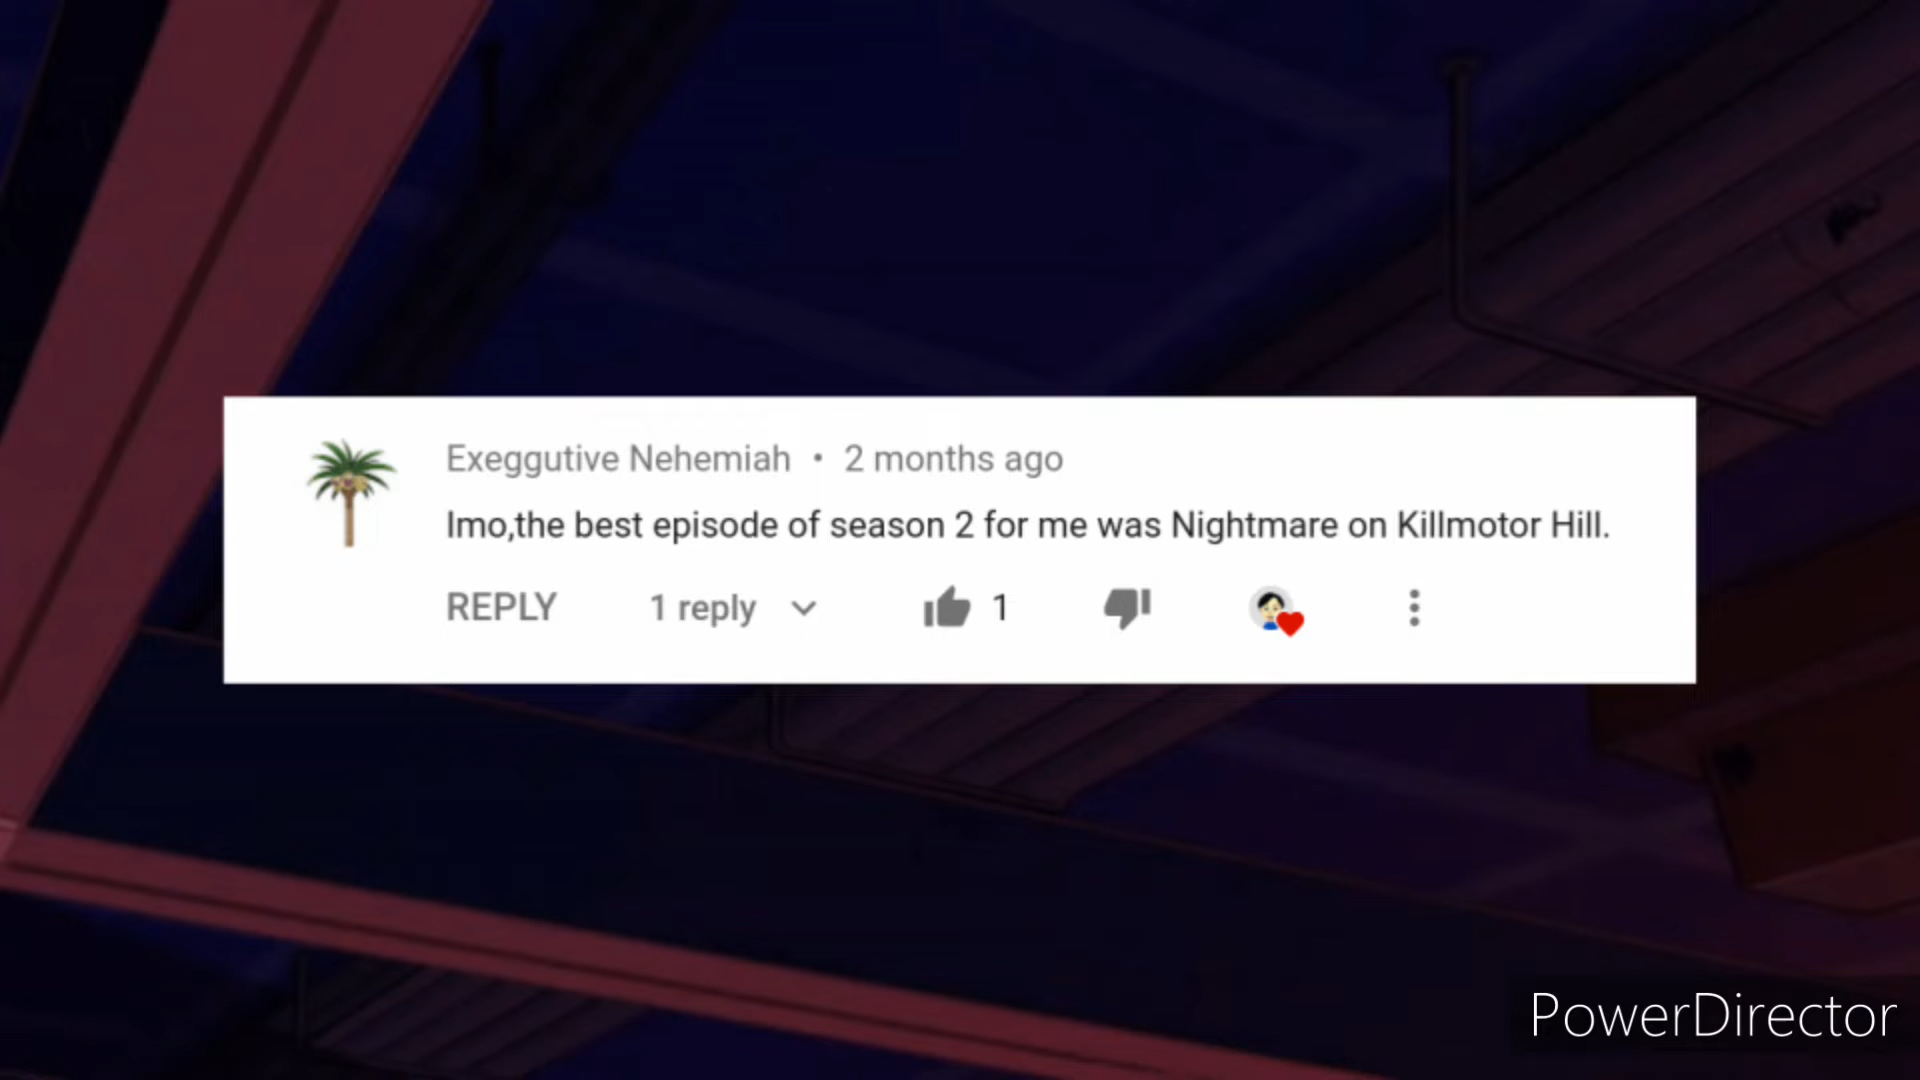 Exeggutive Nehemiah • 2 months ago
Imo,the best episode of season 2 for me was Nightmare on Killmotor Hill.
REPLY 1 reply 1
PowerDirector